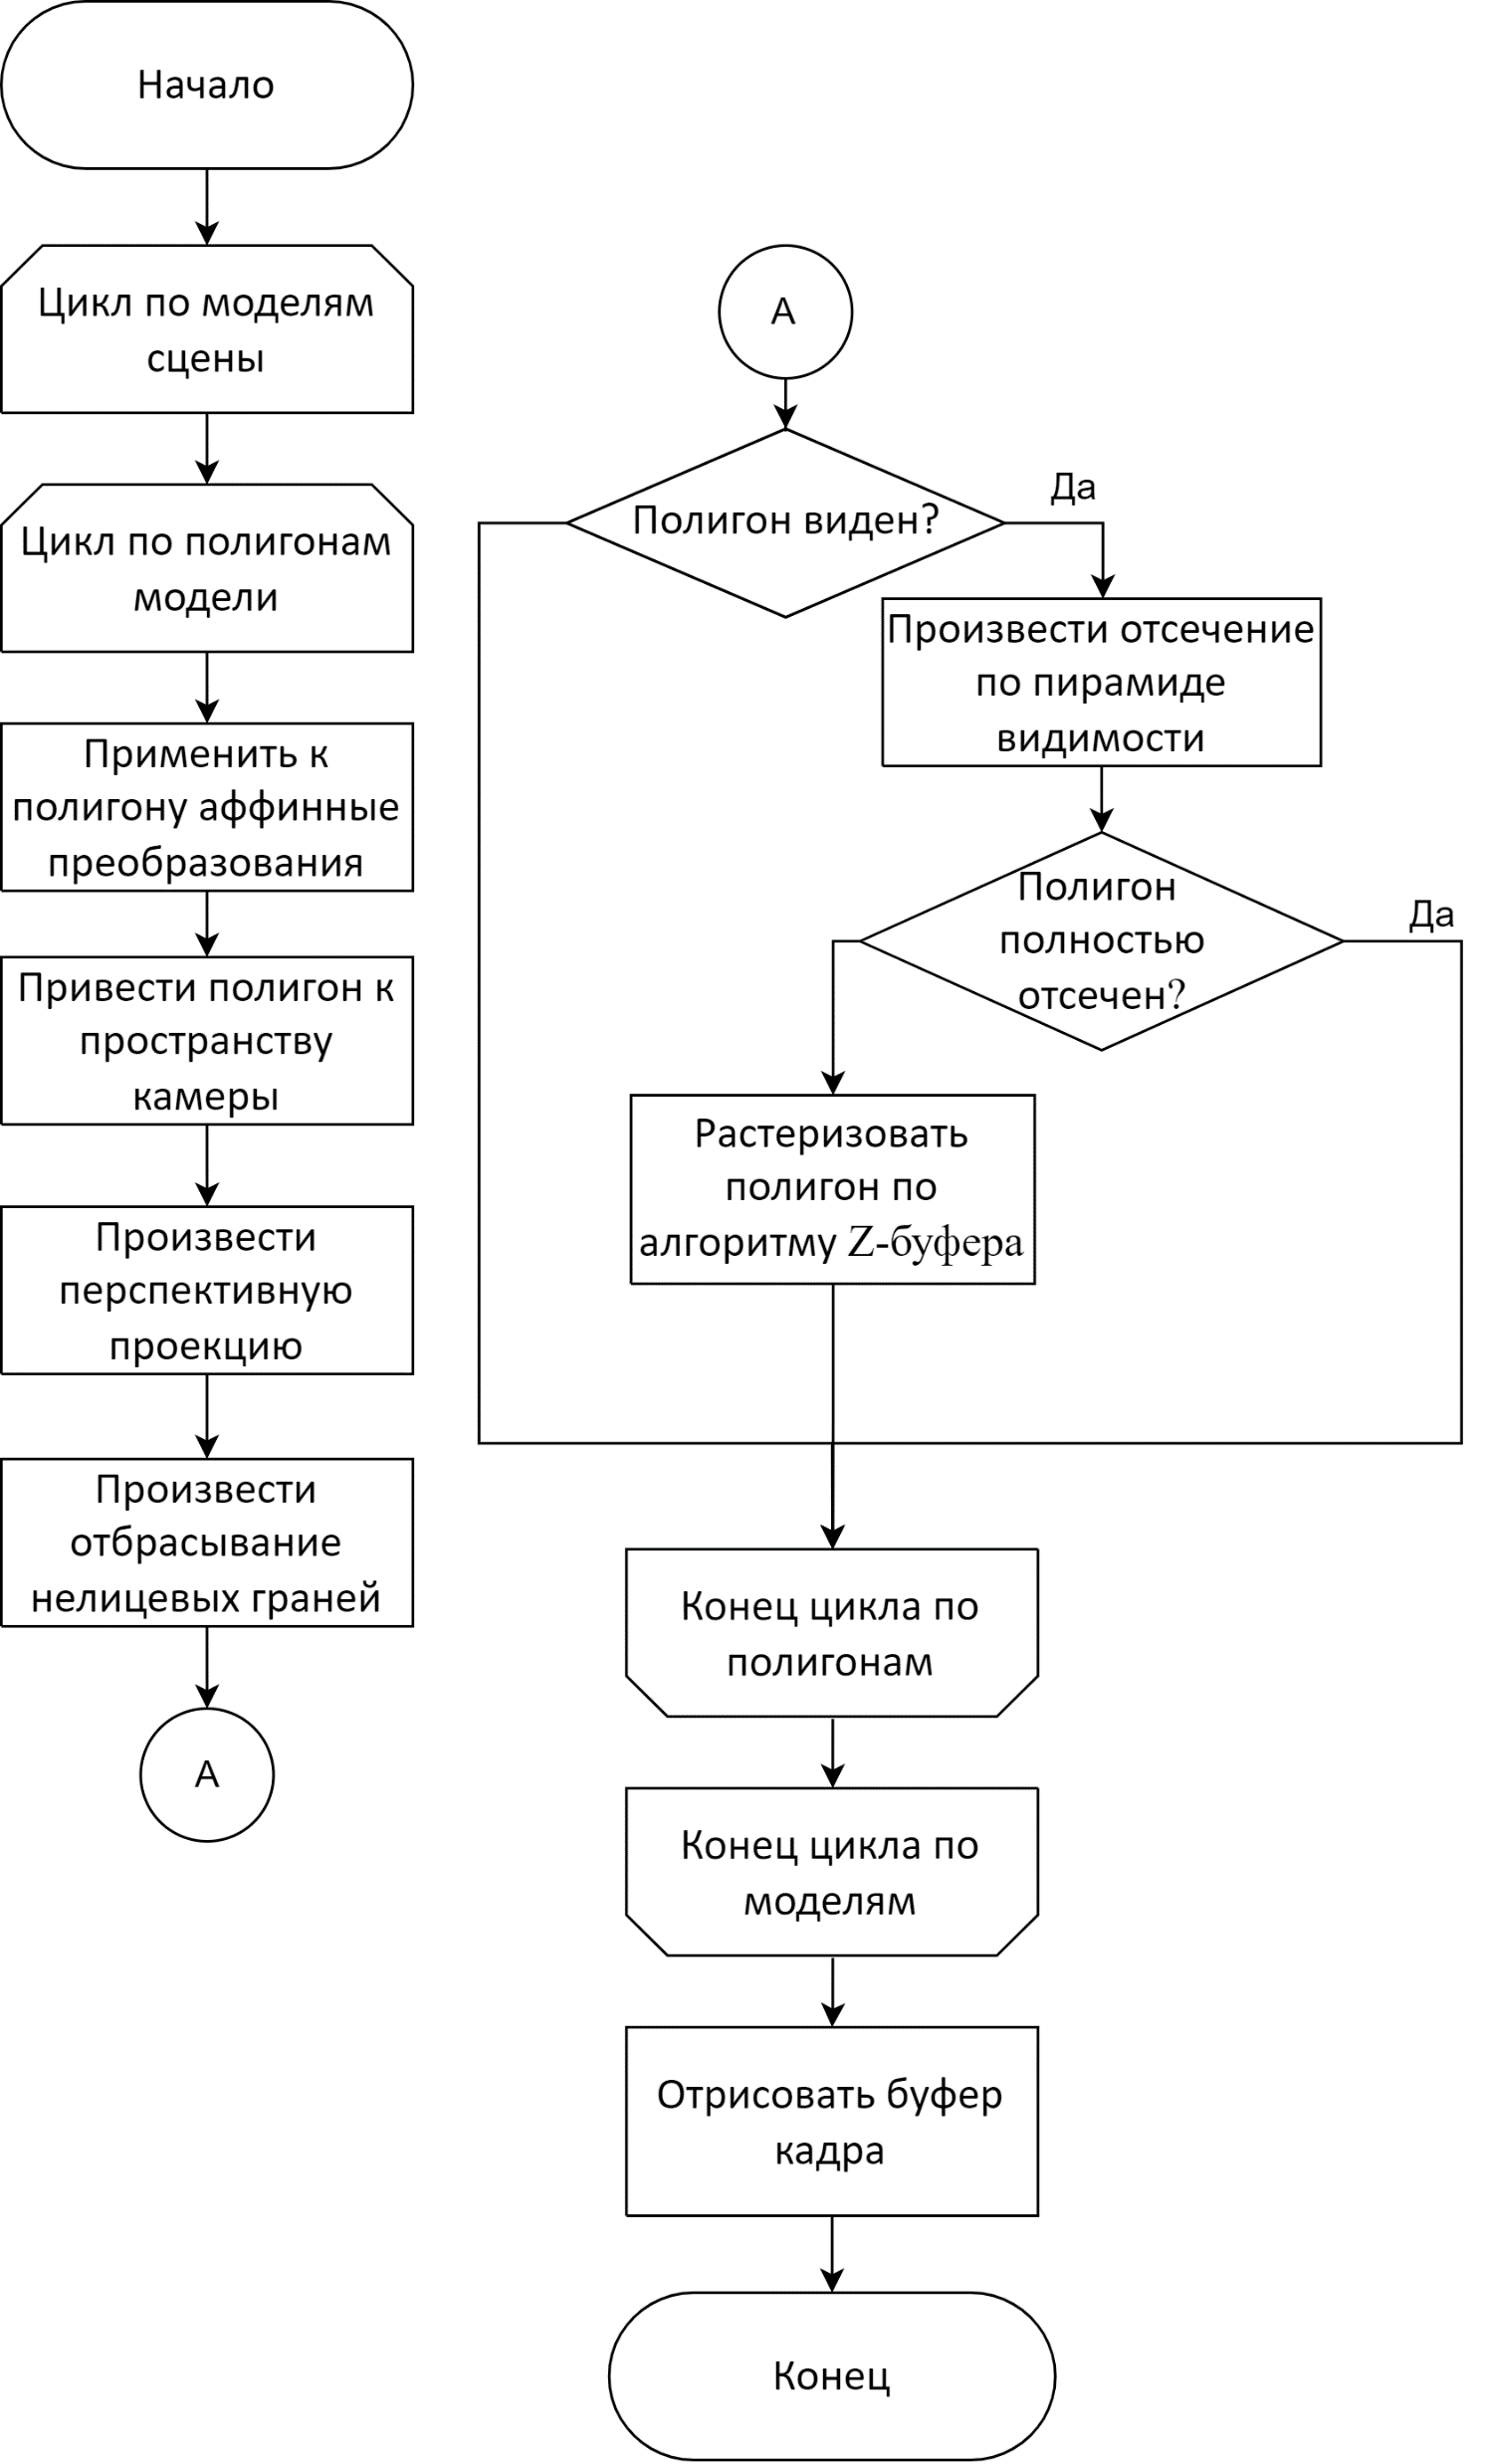 Начало
Цикл по моделям
сцены
Цикл по полигонам
модели
Применить к
полигону аффинные
преобразования
Привести полигон к
пространству
камеры
Произвести
перспективную
проекцию
Произвести
отбрасывание
нелицевых граней
А
А
Полигон виден?
Да
Произвести отсечение
по пирамиде
видимости
Полигон
полностью
отсечен?
Да
Растеризовать
полигон по
алгоритму Z-буфера
Конец цикла по
полигонам
Конец цикла по
моделям
Отрисовать буфер
кадра
Конец